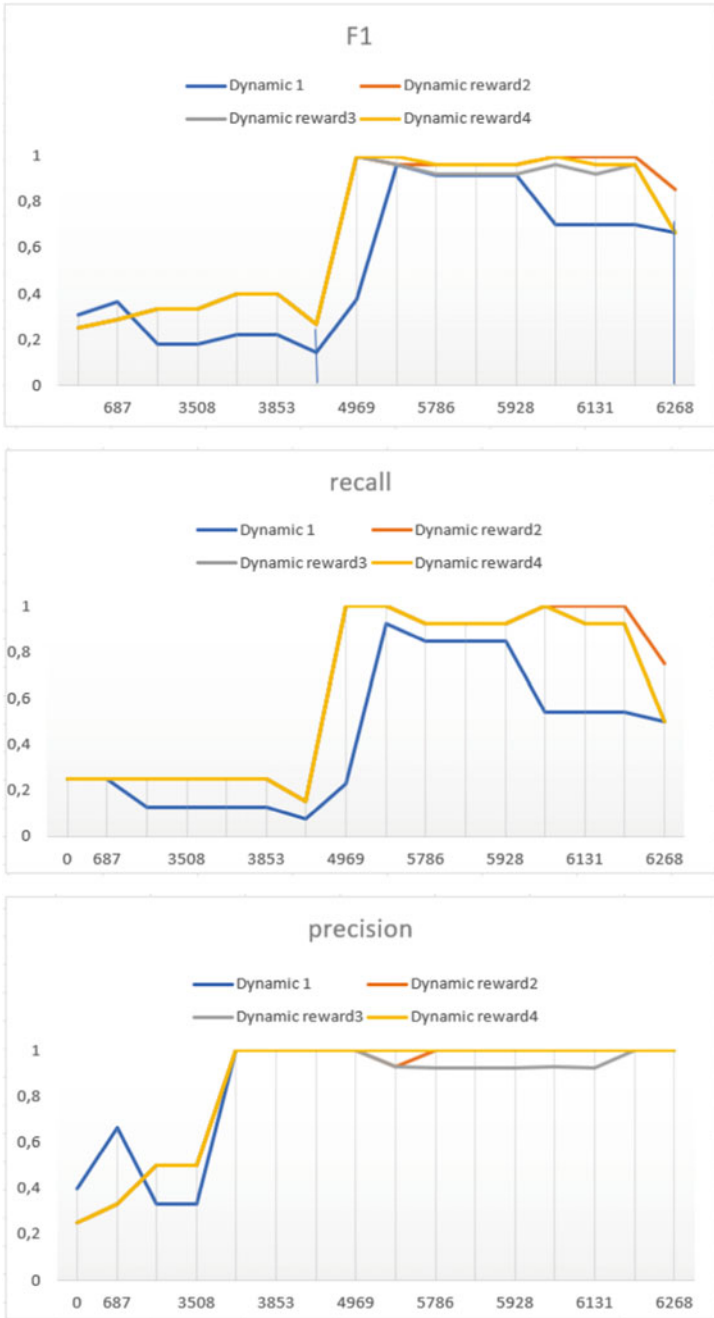 F1
Dynamic 1 Dynamic reward2
Dynamic reward3 Dynamic reward4
1
0,8
0,6
0,4
0,2
0
687 3508 3853 4969 5786 5928 6131 6268
recall
Dynamic 1 Dynamic reward2
Dynamic reward3 Dynamic reward4
1
0,8
0,6
0,4
0,2
0
0 687 3508 3853 4969 5786 5928 6131 6268
precision
Dynamic 1 Dynamic reward2
Dynamic reward3 Dynamic reward4
1
0,8
0,6
0,4
0,2
0
0 687 3508 3853 4969 5786 5928 6131 6268